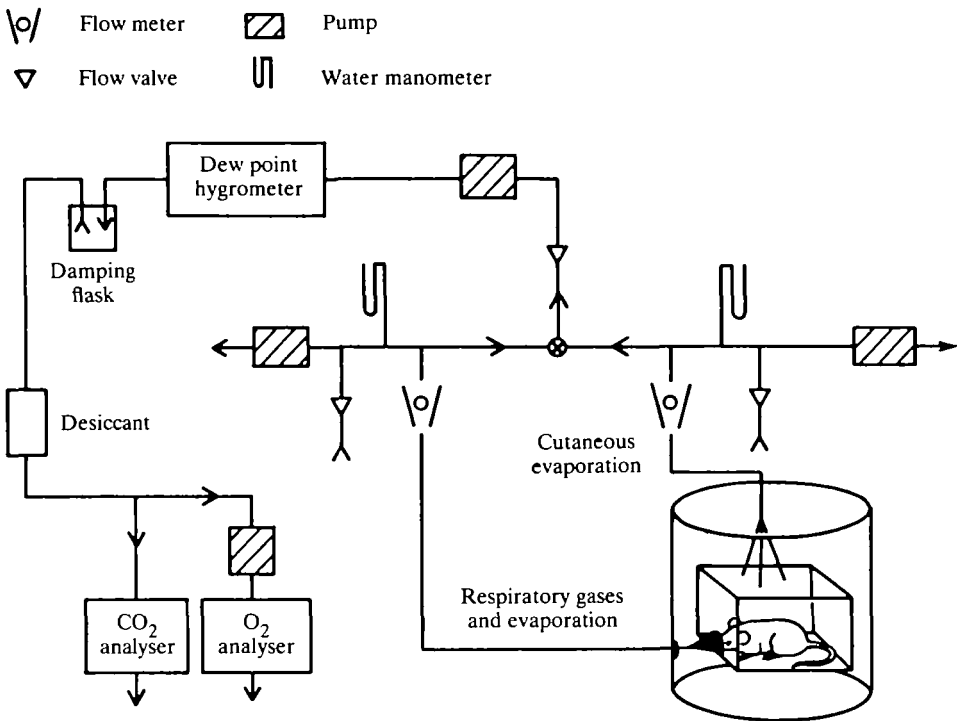 Flow meter
Pump
Flow valve
Water manometer
Dew point
hygrometer
Damping
flask
Desiccant
Cutaneous
evaporation
Respiratory gases
and evaporation
CO2
analyser
O2
analyser